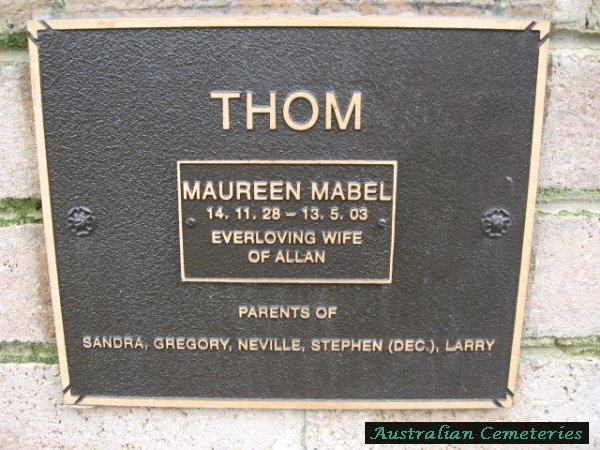 THOM
MAUREEN MABEL
14. 11. 28 – 13. 5. 03
EVERLOVING WIFE
OF ALLAN
PARENTS OF
SANDRA, GREGORY, NEVILLE, STEPHEN (DEC.), LARRY
Australian Cemeteries